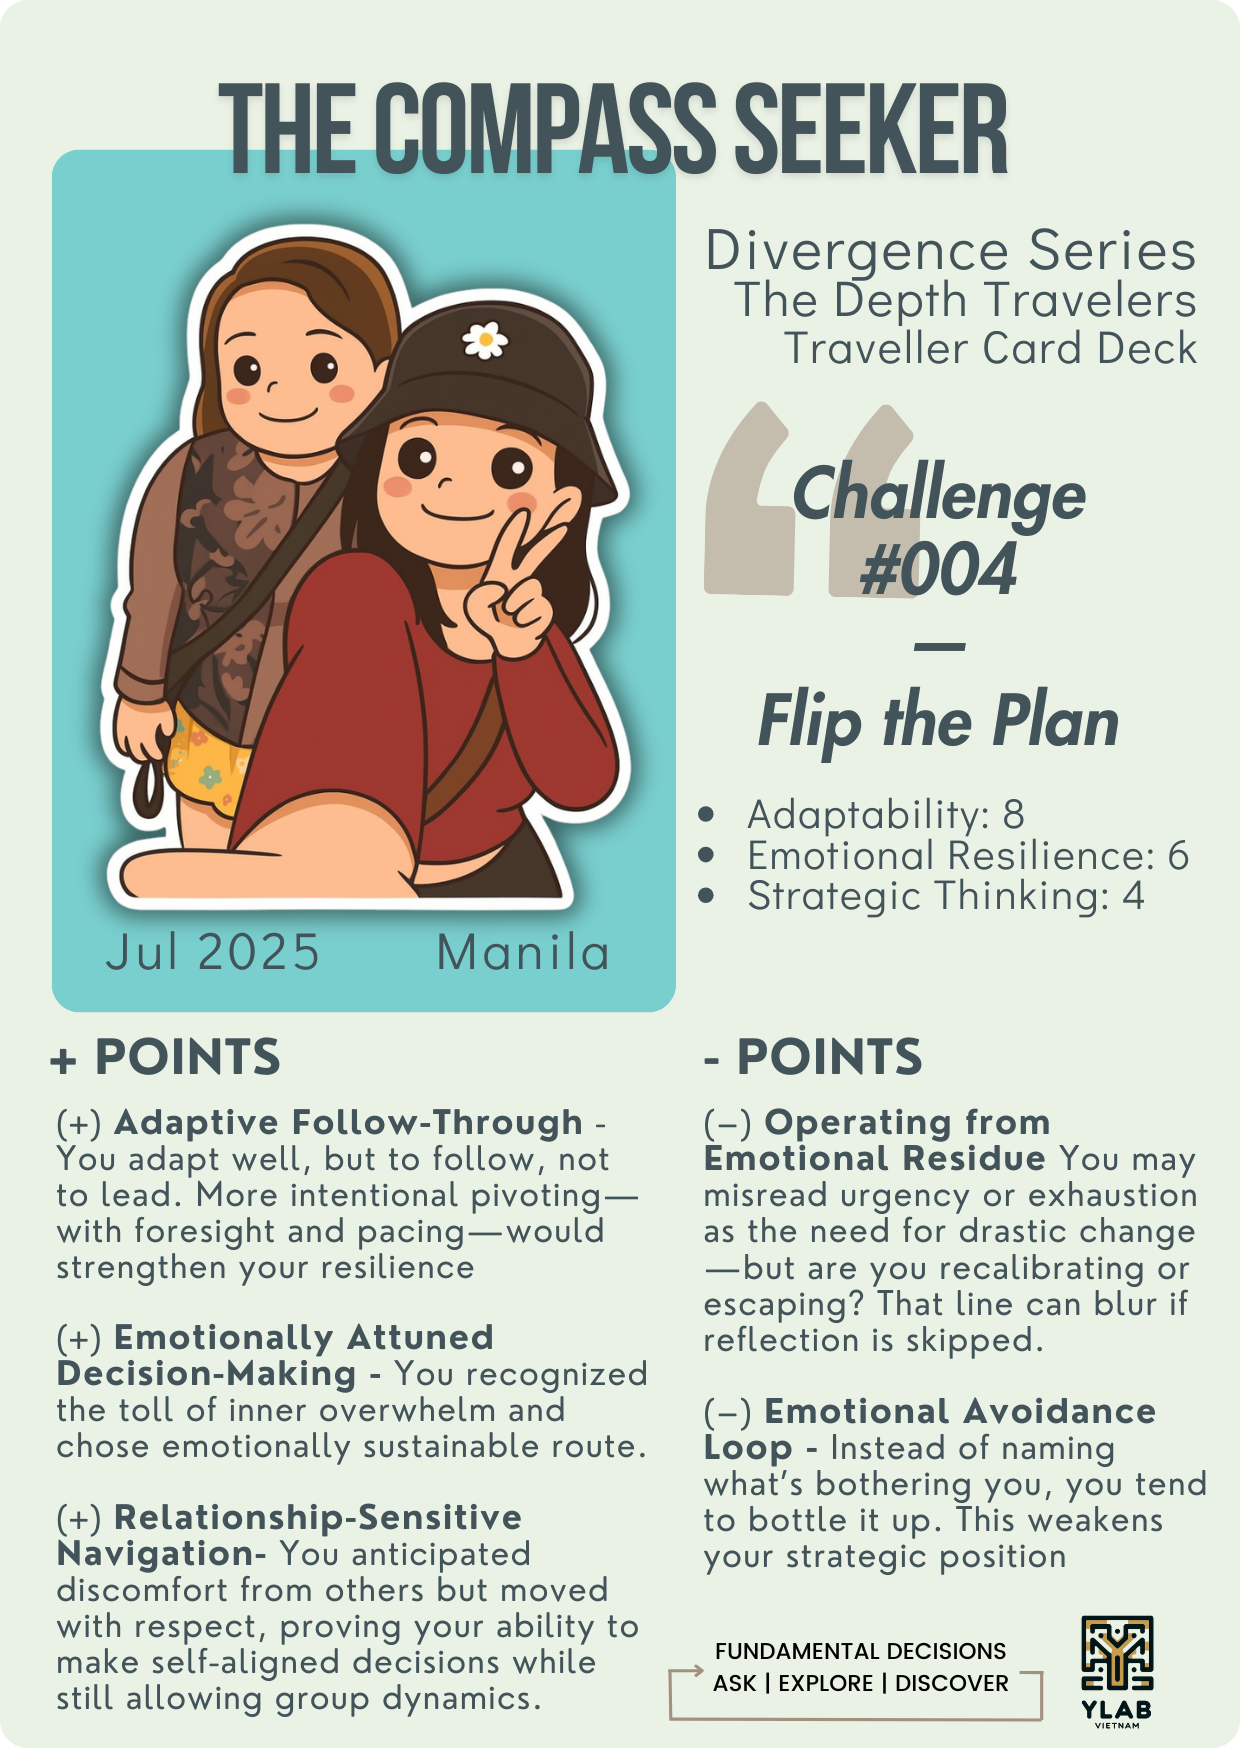 THE COMPASS SEEKER
Divergence Series
The Depth Travelers
Traveller Card Deck
“
Challenge
#004
—
Flip the Plan
• Adaptability: 8
• Emotional Resilience: 6
• Strategic Thinking: 4
Jul 2025 Manila
+ POINTS
(+) Adaptive Follow-Through -
You adapt well, but to follow, not
to lead. More intentional pivoting—
with foresight and pacing—would
strengthen your resilience
(+) Emotionally Attuned
Decision-Making - You recognized
the toll of inner overwhelm and
chose emotionally sustainable route.
(+) Relationship-Sensitive
Navigation- You anticipated
discomfort from others but moved
with respect, proving your ability to
make self-aligned decisions while
still allowing group dynamics.
- POINTS
(–) Operating from
Emotional Residue You may
misread urgency or exhaustion
as the need for drastic change
—but are you recalibrating or
escaping? That line can blur if
reflection is skipped.
(–) Emotional Avoidance
Loop - Instead of naming
what’s bothering you, you tend
to bottle it up. This weakens
your strategic position
FUNDAMENTAL DECISIONS
ASK | EXPLORE | DISCOVER
YLAB
VIETNAM